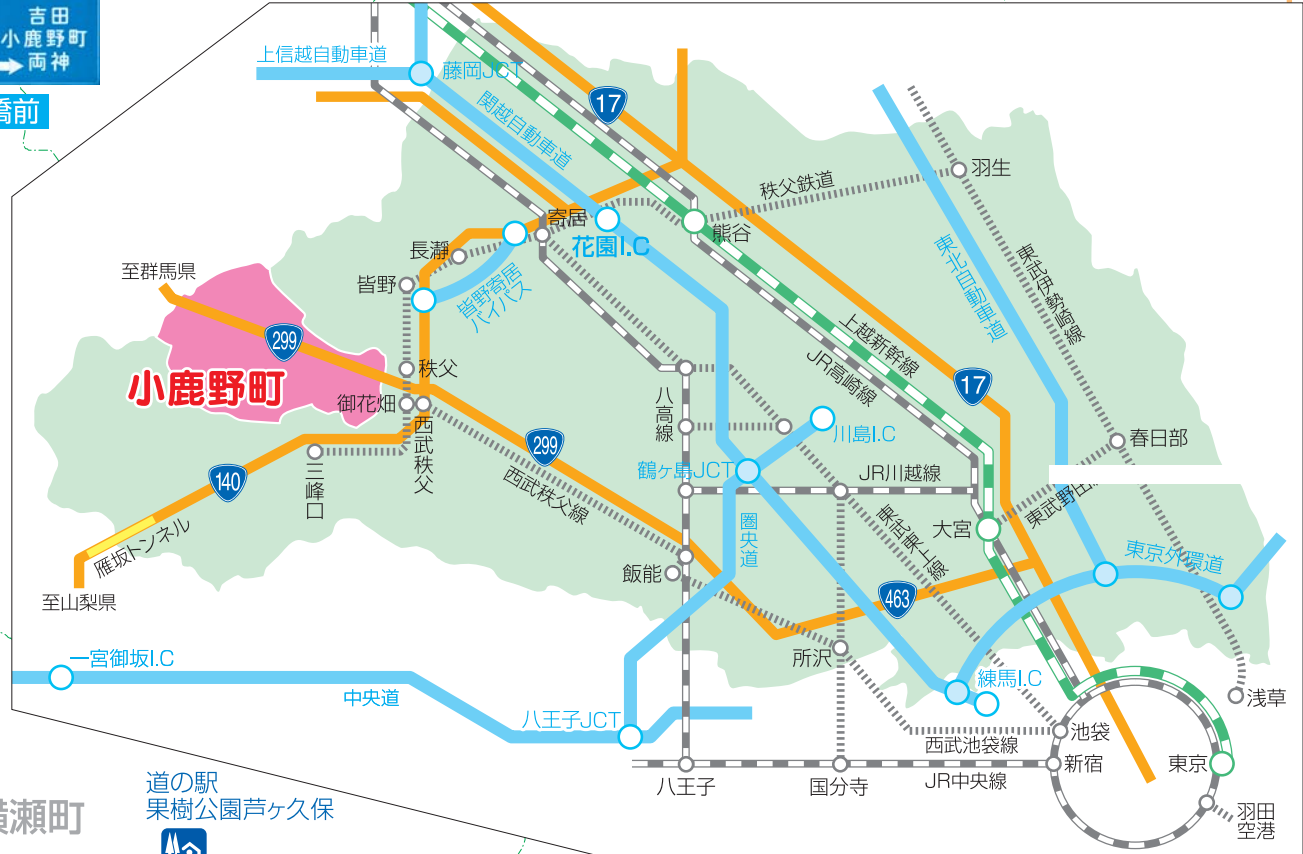 吉田
小鹿野町
両神
橋前
上信越自動車道
藤岡JCT
関越自動車道
17
秩父鉄道
羽生
寄居
花園I.C
熊谷
長瀞
皆野
皆野寄居
バイパス
東北自動車道
東武伊勢崎線
至群馬県
299
小鹿野町
秩父
御花畑
西武秩父
三峰口
140
雁坂トンネル
至山梨県
299
西武秩父線
八高線
上越新幹線
JR高崎線
17
川島I.C
鶴ヶ島JCT
JR川越線
春日部
東武野田
大宮
東武東上線
圏央道
飯能
463
東京外環道
所沢
練馬I.C
一宮御坂I.C
中央道
八王子JCT
西武池袋線
池袋
浅草
八王子
国分寺
JR中央線
新宿
東京
羽田
空港
道の駅
果樹公園芦ヶ久保
横瀬町